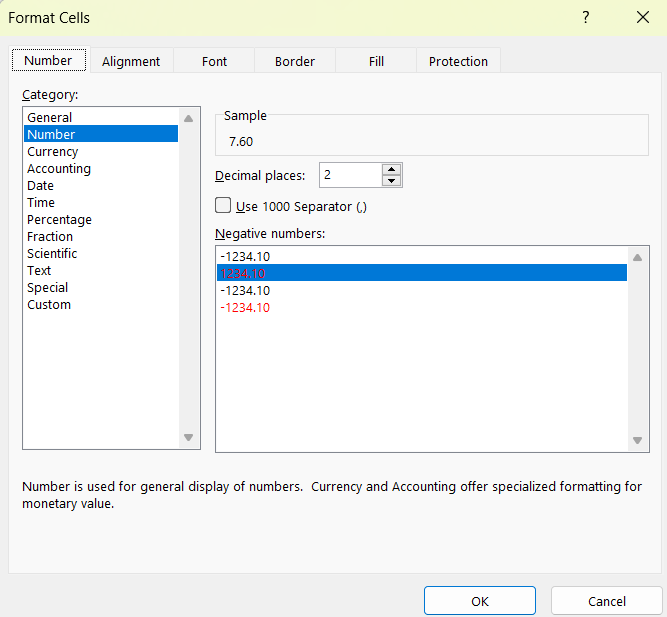 Format Cells
?
Number
Alignment
Font
Border
Fill
Protection
Category:
General
Number
Currency
Accounting
Date
Time
Percentage
Fraction
Scientific
Text
Special
Custom
Sample
7.60
Decimal places:
2
Use 1000 Separator (,)
Negative numbers:
-1234.10
1234.10
-1234.10
-1234.10
Number is used for general display of numbers.  Currency and Accounting offer specialized formatting for
monetary value.
OK
Cancel